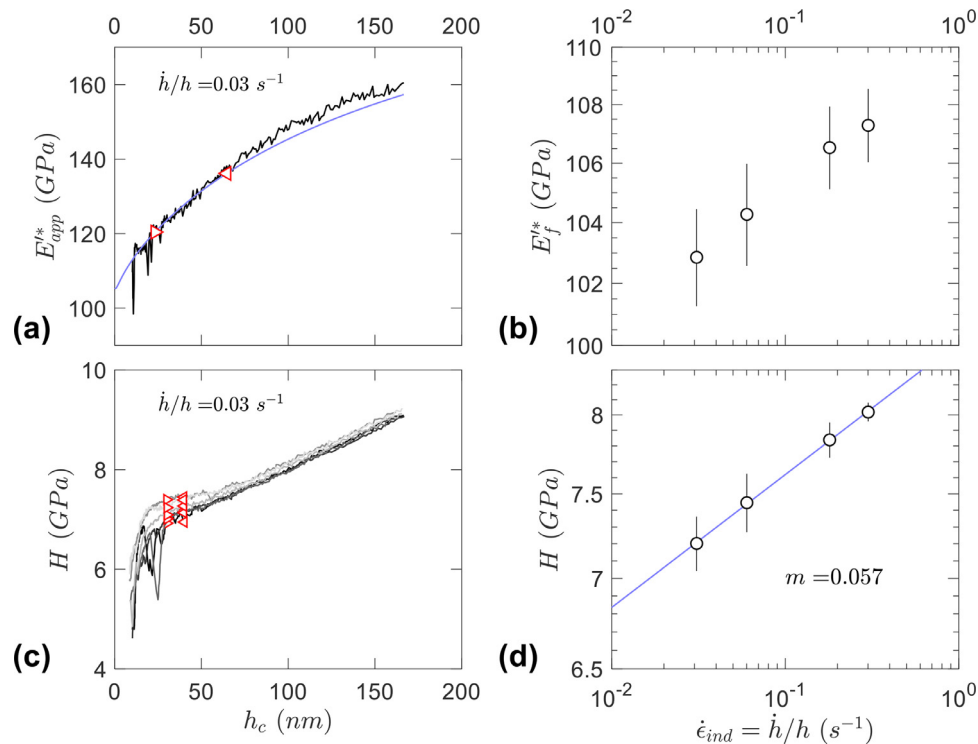 0 50 100 150 200
ḣ/h =0.03 s⁻¹
160
140
120
100
E'*app (GPa)
(a)
10⁻² 10⁻¹ 10⁰
110
108
106
104
102
100
E'*f (GPa)
(b)
ḣ/h =0.03 s⁻¹
10
8
6
4
H (GPa)
(c)
0 50 100 150 200
hc (nm)
8
7.5
7
6.5
H (GPa)
m =0.057
(d)
10⁻² 10⁻¹ 10⁰
ϵ̇ind = ḣ/h (s⁻¹)